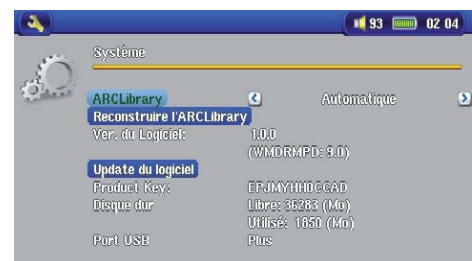 93 02 04
Système
ARCLibrary Automatique
Reconstruire l'ARCLibrary
Ver. du Logiciel: 1.0.0
(WMDRMPD: 9.0)
Update du logiciel
Product Key: EPJMYHHDCCAD
Disque dur Libre: 36283 (Mo)
Utilisé: 1850 (Mo)
Port USB Plus